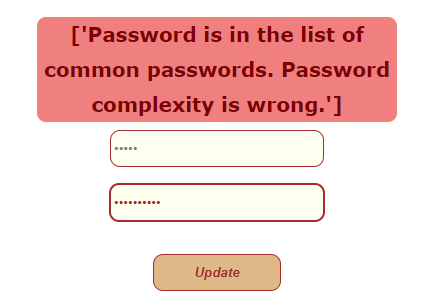 ['Password is in the list of
common passwords. Password
complexity is wrong.']
•••••
••••••••••
Update